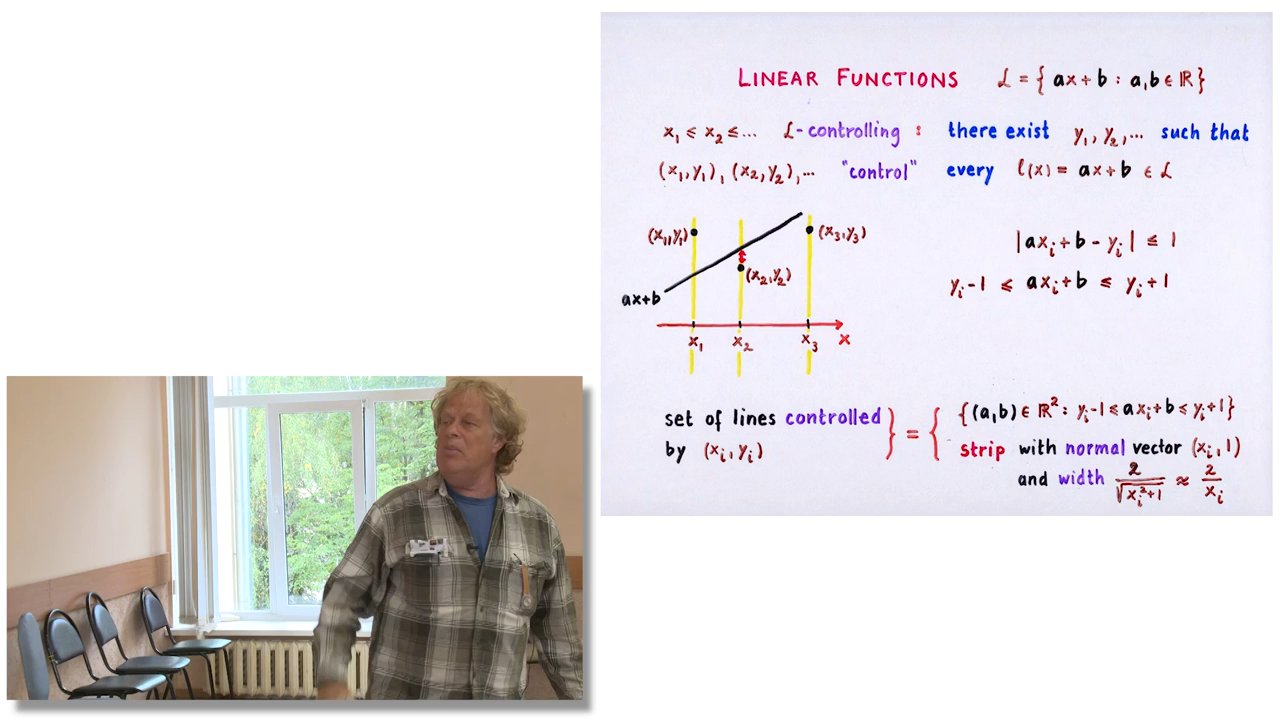 LINEAR FUNCTIONS ℒ = { ax+b : a,b ∈ ℝ }
x₁ ≤ x₂ ≤ ... ℒ-controlling : there exist y₁, y₂, ... such that
(x₁,y₁), (x₂,y₂), ... "control" every l(x) = ax+b ∈ ℒ
(x₁,y₁)
(x₃,y₃)
(x₂,y₂)
ax+b
x₁ x₂ x₃ x
|axᵢ+b - yᵢ| ≤ 1
yᵢ-1 ≤ axᵢ+b ≤ yᵢ+1
set of lines controlled
by (xᵢ,yᵢ)
} = {
{(a,b) ∈ ℝ² : yᵢ-1 ≤ axᵢ+b ≤ yᵢ+1}
strip with normal vector (xᵢ,1)
and width 2/√(xᵢ²+1) ≈ 2/xᵢ